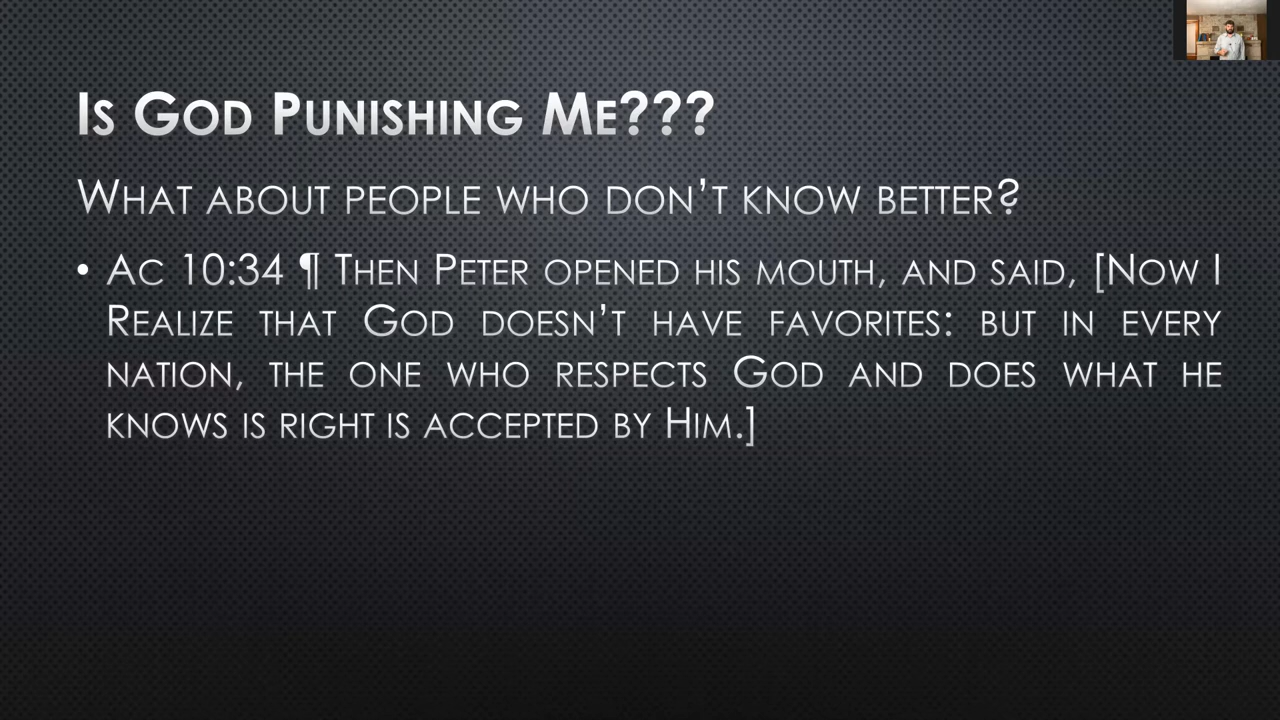 Is God Punishing Me???
What about people who don’t know better?
• Ac 10:34 ¶ Then Peter opened his mouth, and said, [Now I
Realize that God doesn’t have favorites: but in every
nation, the one who respects God and does what he
knows is right is accepted by Him.]